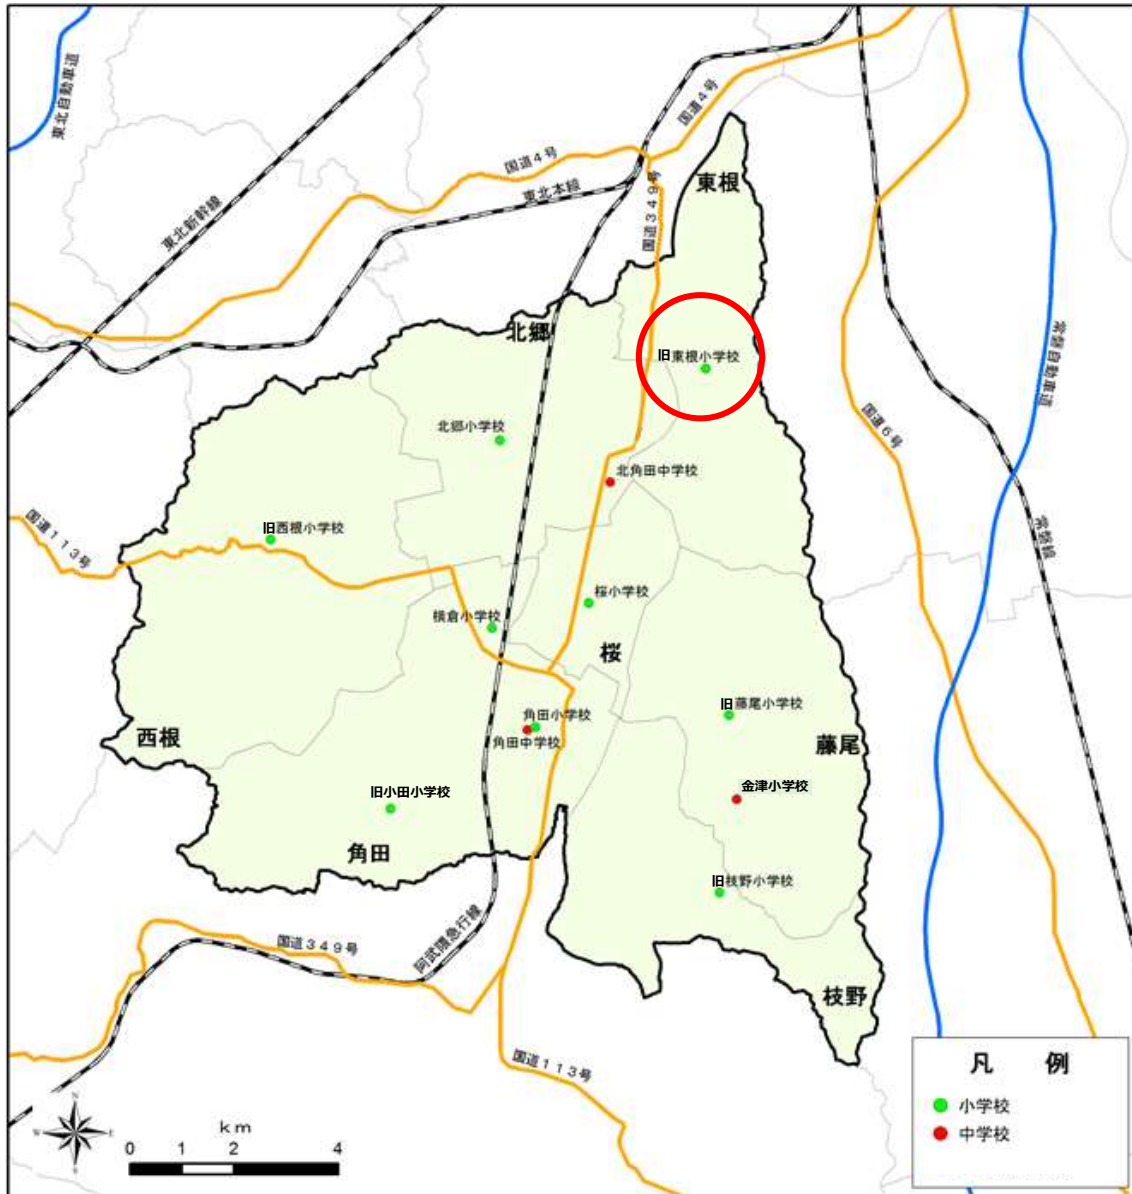 東北自動車道
国道4号
国道4号
東北新幹線
東北本線
国道349号
東根
北郷
旧東根小学校
常磐自動車道
国道6号
北郷小学校
北角田中学校
国道113号
旧西根小学校
常磐線
桜小学校
横倉小学校
桜
旧藤尾小学校
角田小学校
角田中学校
西根
藤尾
旧小田小学校
金津小学校
角田
旧枝野小学校
国道349号
阿武隈急行線
枝野
国道113号
凡 例
小学校
中学校
N
W
E
S
km
0 1 2 4